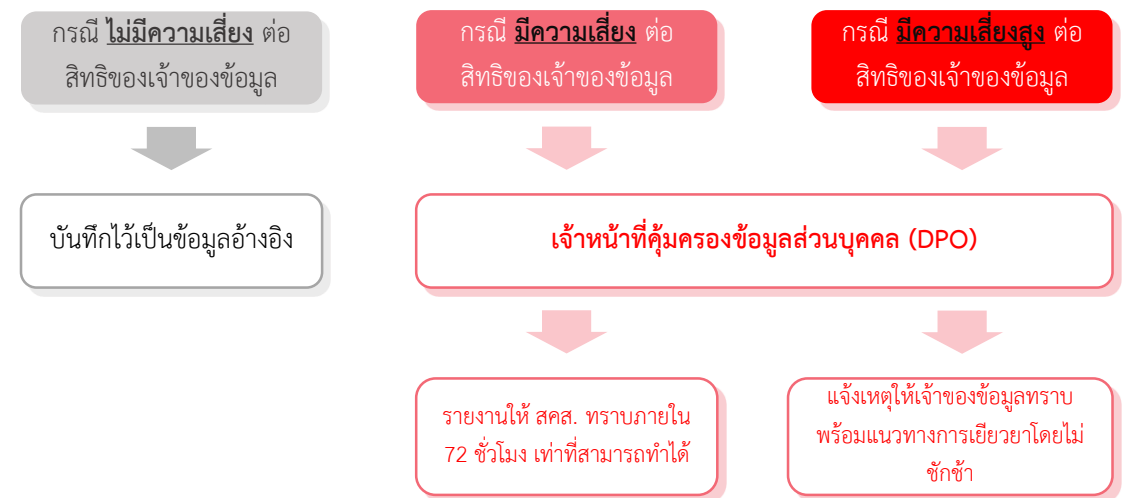 กรณี ไม่มีความเสี่ยง ต่อ
สิทธิของเจ้าของข้อมูล
กรณี มีความเสี่ยง ต่อ
สิทธิของเจ้าของข้อมูล
กรณี มีความเสี่ยงสูง ต่อ
สิทธิของเจ้าของข้อมูล
บันทึกไว้เป็นข้อมูลอ้างอิง
เจ้าหน้าที่คุ้มครองข้อมูลส่วนบุคคล (DPO)
รายงานให้ สคส. ทราบภายใน
72 ชั่วโมง เท่าที่สามารถทำได้
แจ้งเหตุให้เจ้าของข้อมูลทราบ
พร้อมแนวทางการเยียวยาโดยไม่
ชักช้า